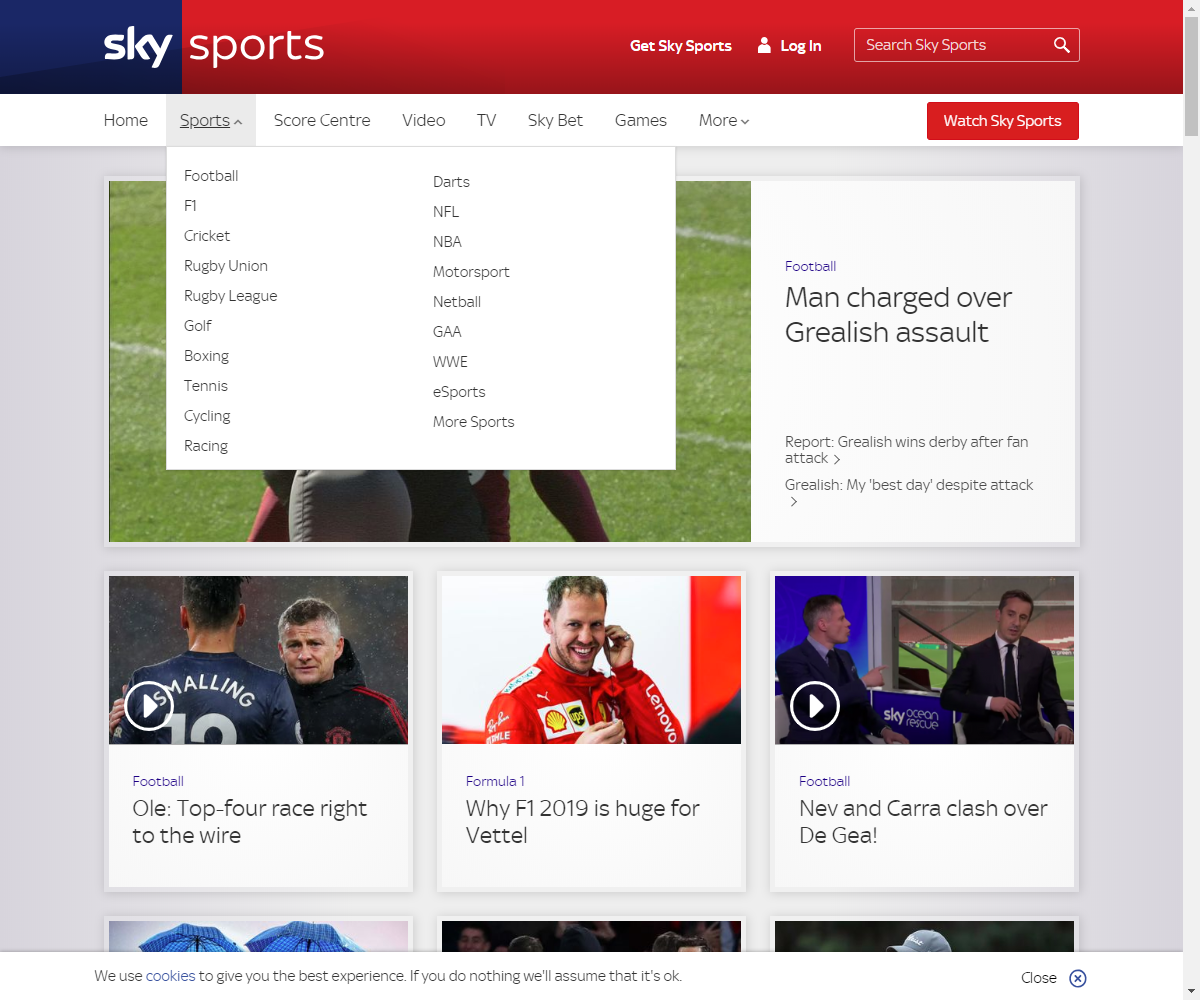 sky sports
Get Sky Sports
Log In
Search Sky Sports
Home
Sports
Score Centre
Video
TV
Sky Bet
Games
More
Watch Sky Sports
Football
F1
Cricket
Rugby Union
Rugby League
Golf
Boxing
Tennis
Cycling
Racing
Darts
NFL
NBA
Motorsport
Netball
GAA
WWE
eSports
More Sports
Football
Man charged over
Grealish assault
Report: Grealish wins derby after fan
attack
Grealish: My 'best day' despite attack
SMALLING
12
Ray-Ban
UPS
Lenovo
sky ocean
rescue
Football
Ole: Top-four race right
to the wire
Formula 1
Why F1 2019 is huge for
Vettel
Football
Nev and Carra clash over
De Gea!
We use cookies to give you the best experience. If you do nothing we'll assume that it's ok.
Close